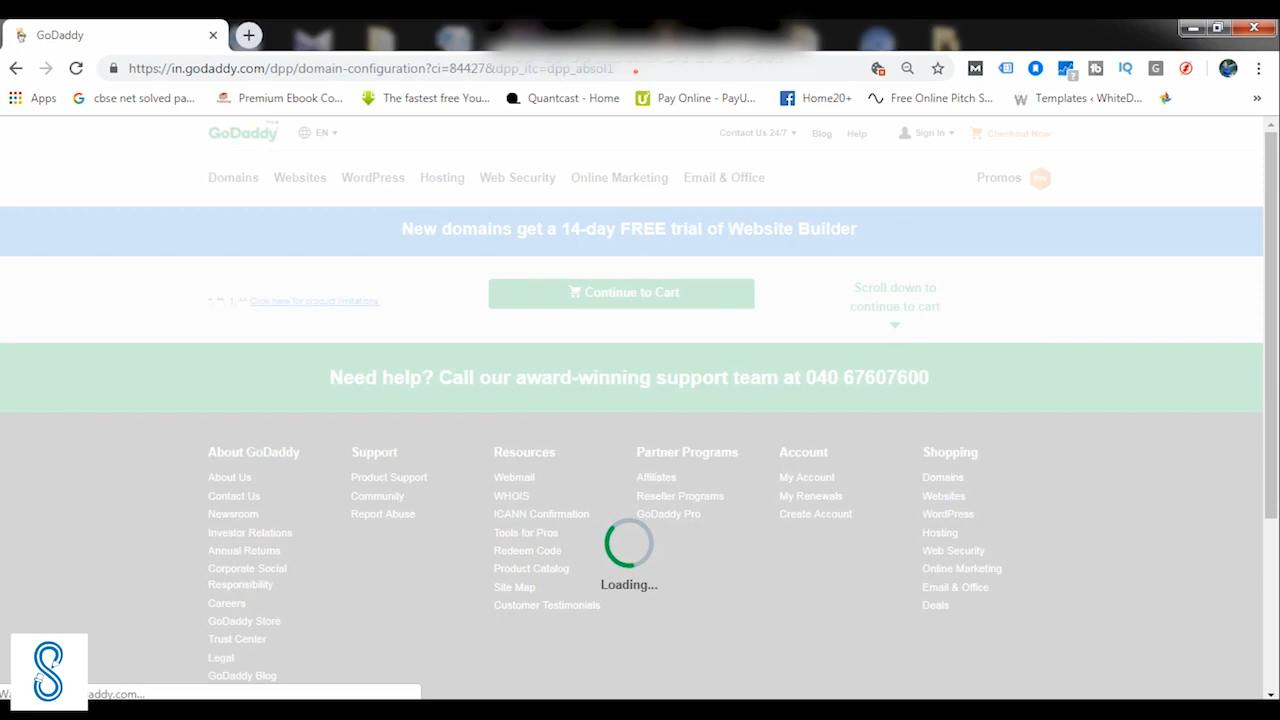 GoDaddy
https://in.godaddy.com/dpp/domain-configuration?ci=84427&dpp_itc=dpp_absol1
Apps cbse net solved pa... Premium Ebook Co... The fastest free You... Quantcast - Home Pay Online - PayU... Home20+ Free Online Pitch S... Templates ‹ WhiteD... »
GoDaddy EN Contact Us 24/7 Blog Help Sign In Checkout Now
Domains Websites WordPress Hosting Web Security Online Marketing Email & Office Promos
New domains get a 14-day FREE trial of Website Builder
Click here for product limitations.
Continue to Cart
Scroll down to
continue to cart
Need help? Call our award-winning support team at 040 67607600
About GoDaddy
About Us
Contact Us
Newsroom
Investor Relations
Annual Returns
Corporate Social
Responsibility
Careers
GoDaddy Store
Trust Center
Legal
GoDaddy Blog
Support
Product Support
Community
Report Abuse
Resources
Webmail
WHOIS
ICANN Confirmation
Tools for Pros
Redeem Code
Product Catalog
Site Map
Customer Testimonials
Partner Programs
Affiliates
Reseller Programs
GoDaddy Pro
Account
My Account
My Renewals
Create Account
Shopping
Domains
Websites
WordPress
Hosting
Web Security
Online Marketing
Email & Office
Deals
Loading...
daddy.com...